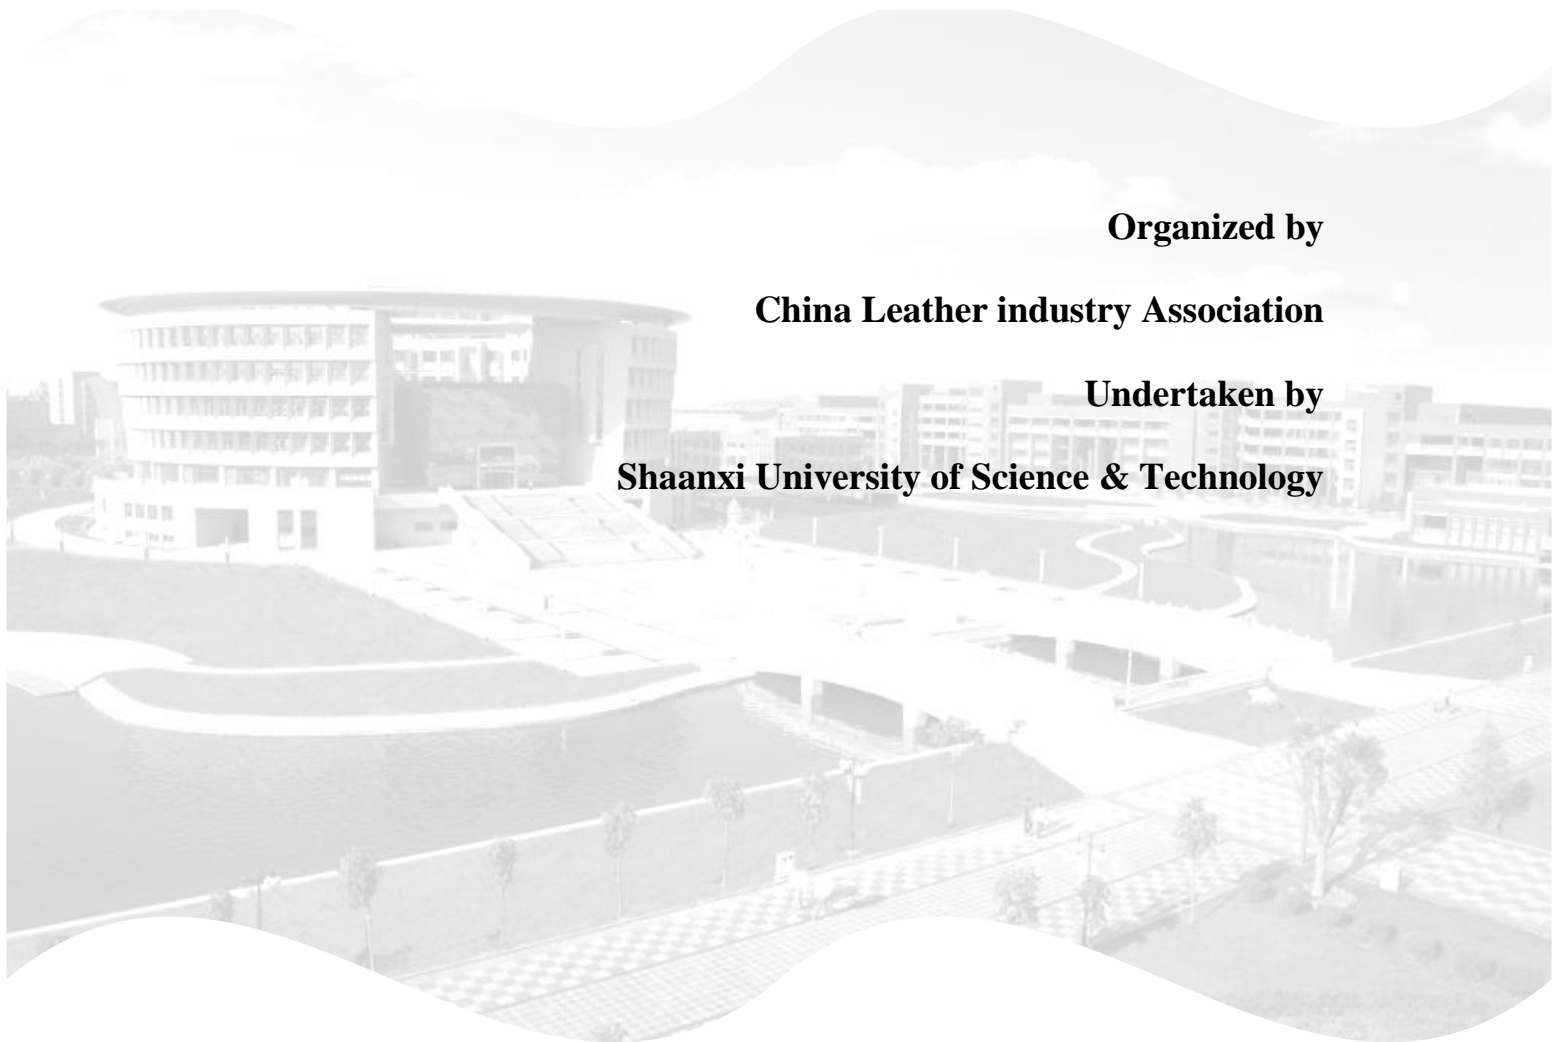 Organized by
China Leather industry Association
Undertaken by
Shaanxi University of Science & Technology